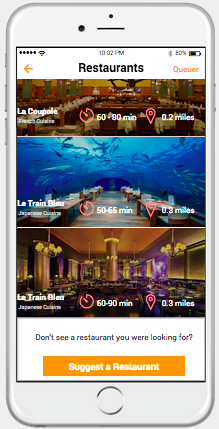 10:02 PM
80%
Restaurants
Queuer
La Coupole
French Cuisine
60 - 80 min
0.2 miles
Le Train Bleu
Japanese Cuisine
50-65 min
0.3 miles
Le Train Bleu
Japanese Cuisine
60-90 min
0.3 miles
Don't see a restaurant you were looking for?
Suggest a Restaurant